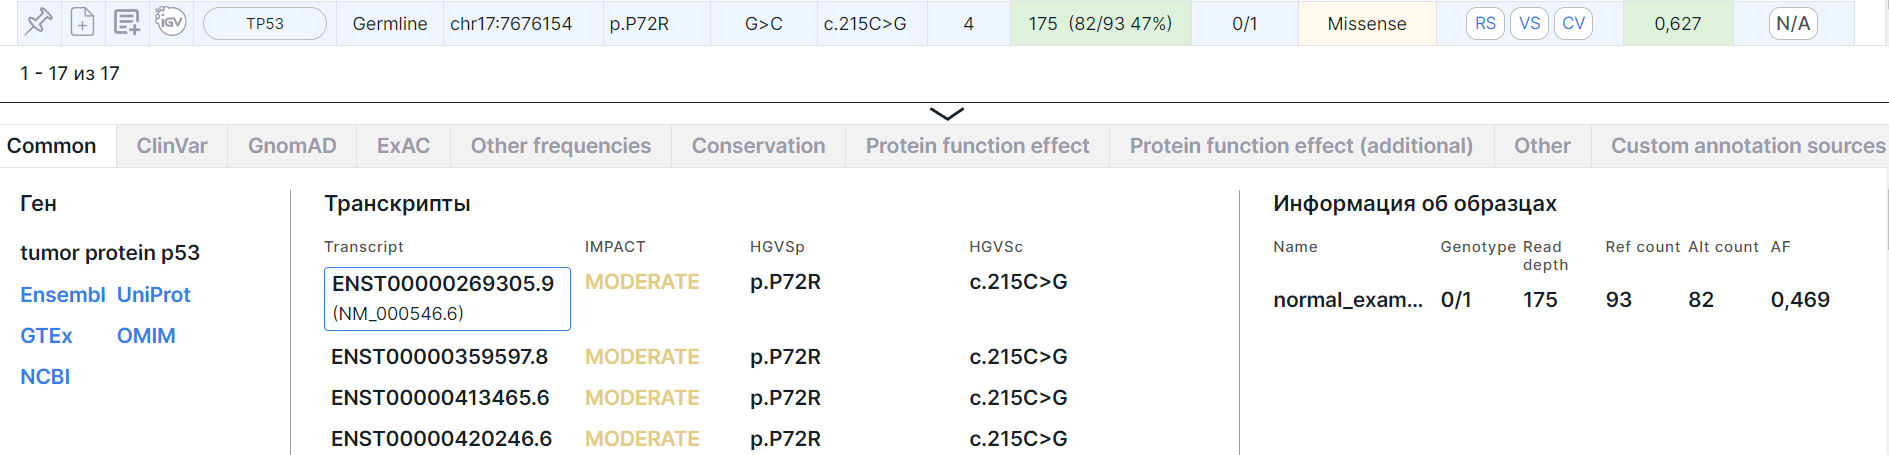 IGV TP53 Germline chr17:7676154 p.P72R G>C c.215C>G 4 175 (82/93 47%) 0/1 Missense RS VS CV 0,627 N/A
1 - 17 из 17
Common ClinVar GnomAD ExAC Other frequencies Conservation Protein function effect Protein function effect (additional) Other Custom annotation sources
Ген
tumor protein p53
Ensembl UniProt
GTEx OMIM
NCBI
Транскрипты
Transcript IMPACT HGVSp HGVSc
ENST00000269305.9 MODERATE p.P72R c.215C>G
(NM_000546.6)
ENST00000359597.8 MODERATE p.P72R c.215C>G
ENST00000413465.6 MODERATE p.P72R c.215C>G
ENST00000420246.6 MODERATE p.P72R c.215C>G
Информация об образцах
Name Genotype Read depth Ref count Alt count AF
normal_exam... 0/1 175 93 82 0,469